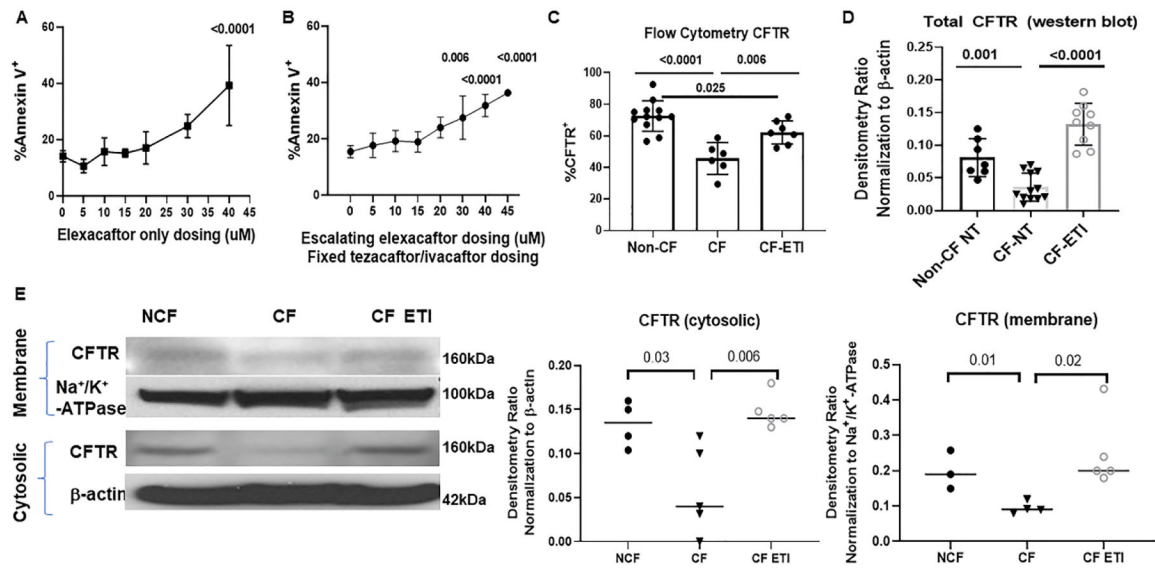 A
<0.0001
60
40
20
0
%Annexin V+
0 5 10 15 20 25 30 35 40 45
Elexacaftor only dosing (uM)
B
0.006
<0.0001
<0.0001
60
40
20
0
%Annexin V+
0 5 10 15 20 25 30 40 45
Escalating elexacaftor dosing (uM)
Fixed tezacaftor/ivacaftor dosing
C
Flow Cytometry CFTR
<0.0001
0.006
0.025
100
80
60
40
20
0
%CFTR+
Non-CF CF CF-ETI
D
Total CFTR (western blot)
0.001
<0.0001
0.20
0.15
0.10
0.05
0.00
Densitometry Ratio
Normalization to β-actin
Non-CF NT
CF-NT
CF-ETI
E
NCF CF CF ETI
Membrane
CFTR
160kDa
Na+/K+
-ATPase
100kDa
Cytosolic
CFTR
160kDa
β-actin
42kDa
CFTR (cytosolic)
0.03
0.006
0.20
0.15
0.10
0.05
0.00
Densitometry Ratio
Normalization to β-actin
NCF CF CF ETI
CFTR (membrane)
0.01
0.02
0.5
0.4
0.3
0.2
0.1
0.0
Densitometry Ratio
Normalization to Na+/K+-ATPase
NCF CF CF ETI